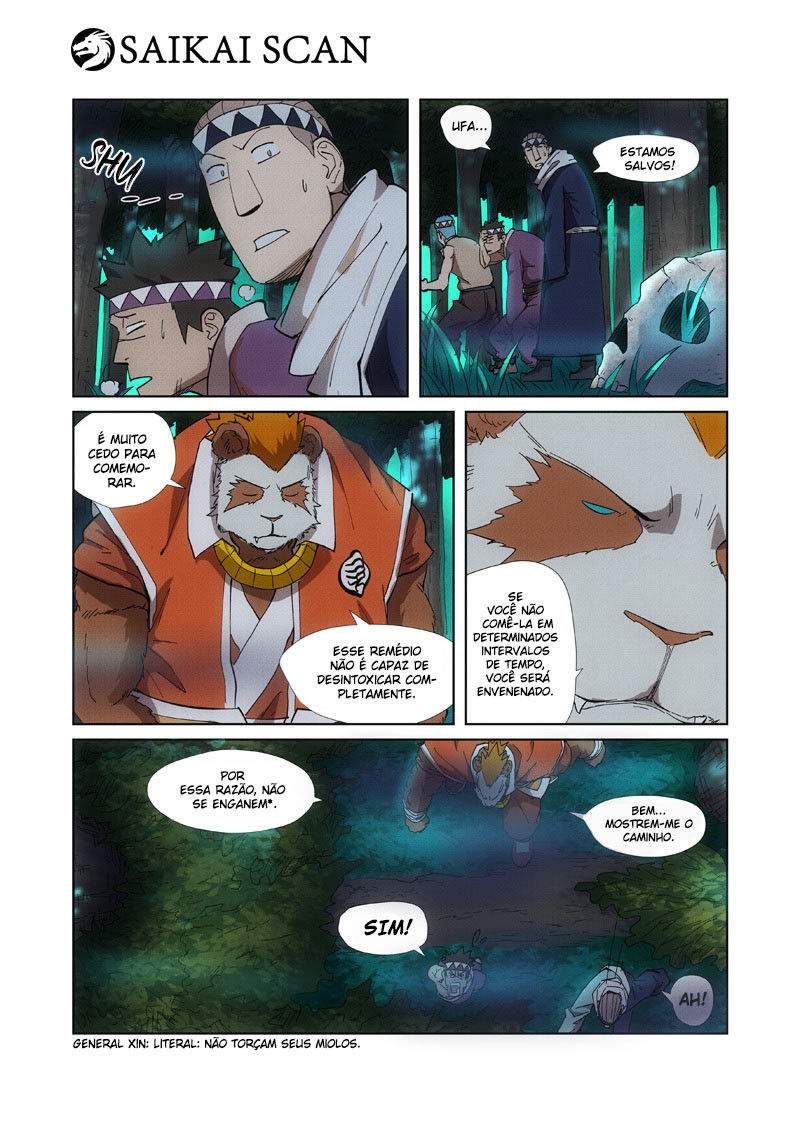 SAIKAI SCAN
SHU
UFA...
ESTAMOS
SALVOS!
É MUITO
CEDO PARA
COMEMO-
RAR.
ESSE REMÉDIO
NÃO É CAPAZ DE
DESINTOXICAR COM-
PLETAMENTE.
SE
VOCÊ NÃO
COMÊ-LA EM
DETERMINADOS
INTERVALOS
DE TEMPO,
VOCÊ SERÁ
ENVENENADO.
POR
ESSA RAZÃO, NÃO
SE ENGANEM*.
BEM...
MOSTREM-ME O
CAMINHO.
SIM!
AH!
GENERAL XIN: LITERAL: NÃO TORÇAM SEUS MIOLOS.